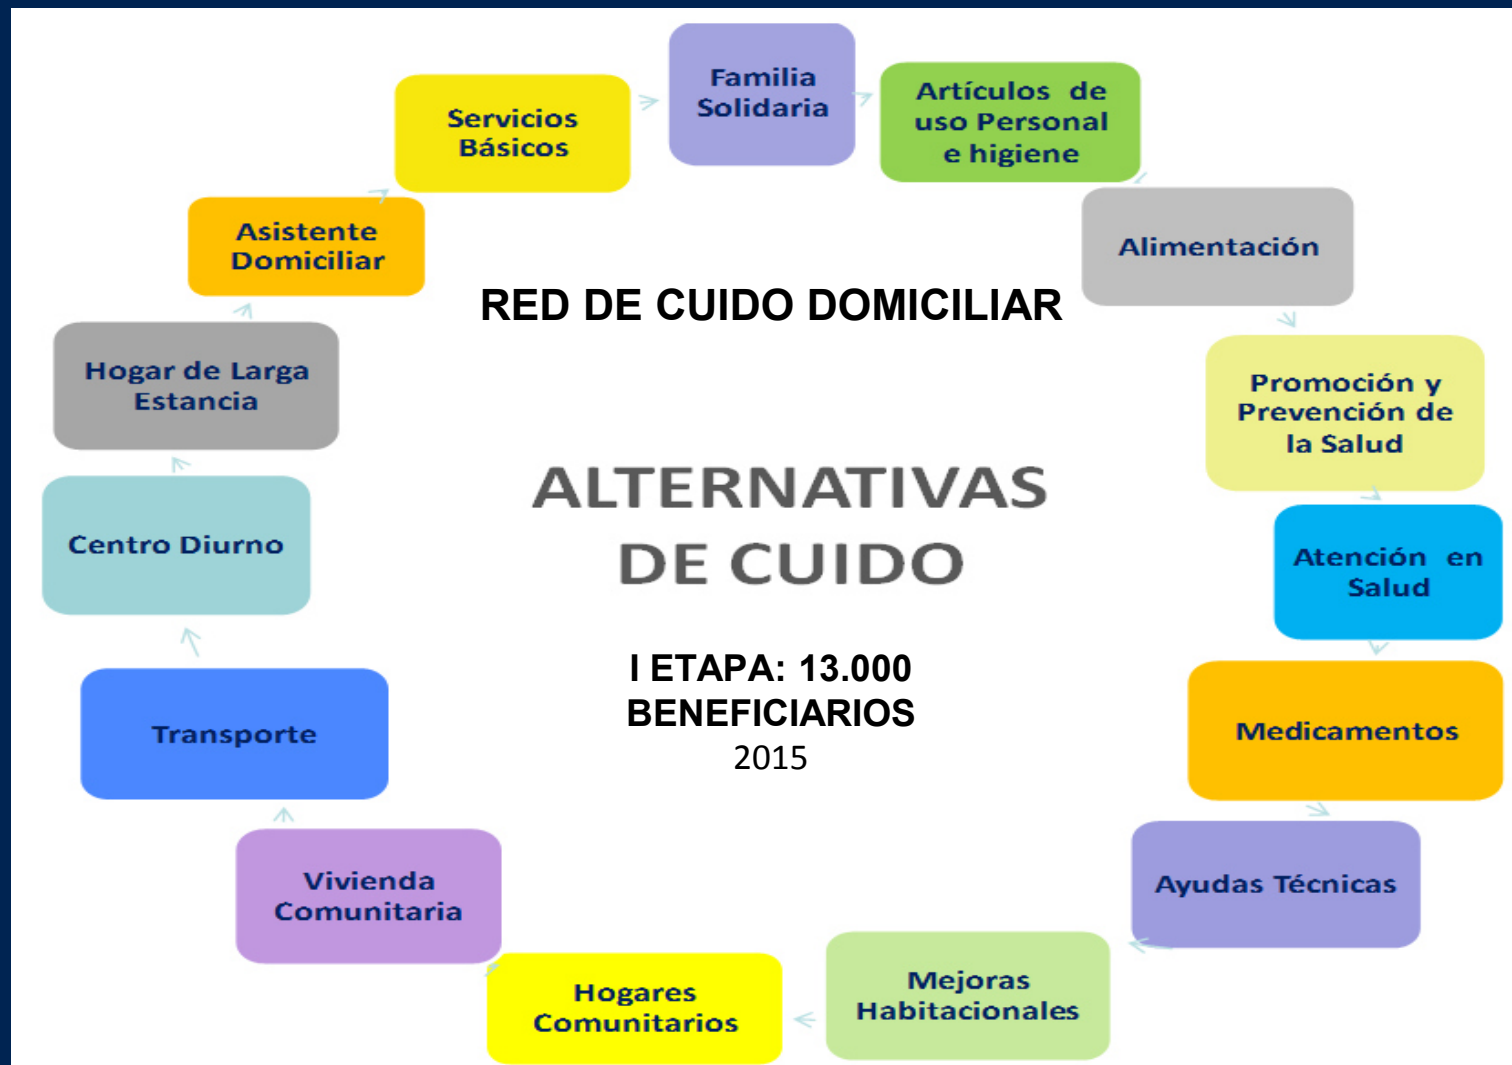 Familia
Solidaria
Artículos de
uso Personal
e higiene
Alimentación
Promoción y
Prevención de
la Salud
Atención en
Salud
Medicamentos
Ayudas Técnicas
Mejoras
Habitacionales
Hogares
Comunitarios
Vivienda
Comunitaria
Transporte
Centro Diurno
Hogar de Larga
Estancia
Asistente
Domiciliar
Servicios
Básicos
RED DE CUIDO DOMICILIAR
ALTERNATIVAS
DE CUIDO
I ETAPA: 13.000
BENEFICIARIOS
2015